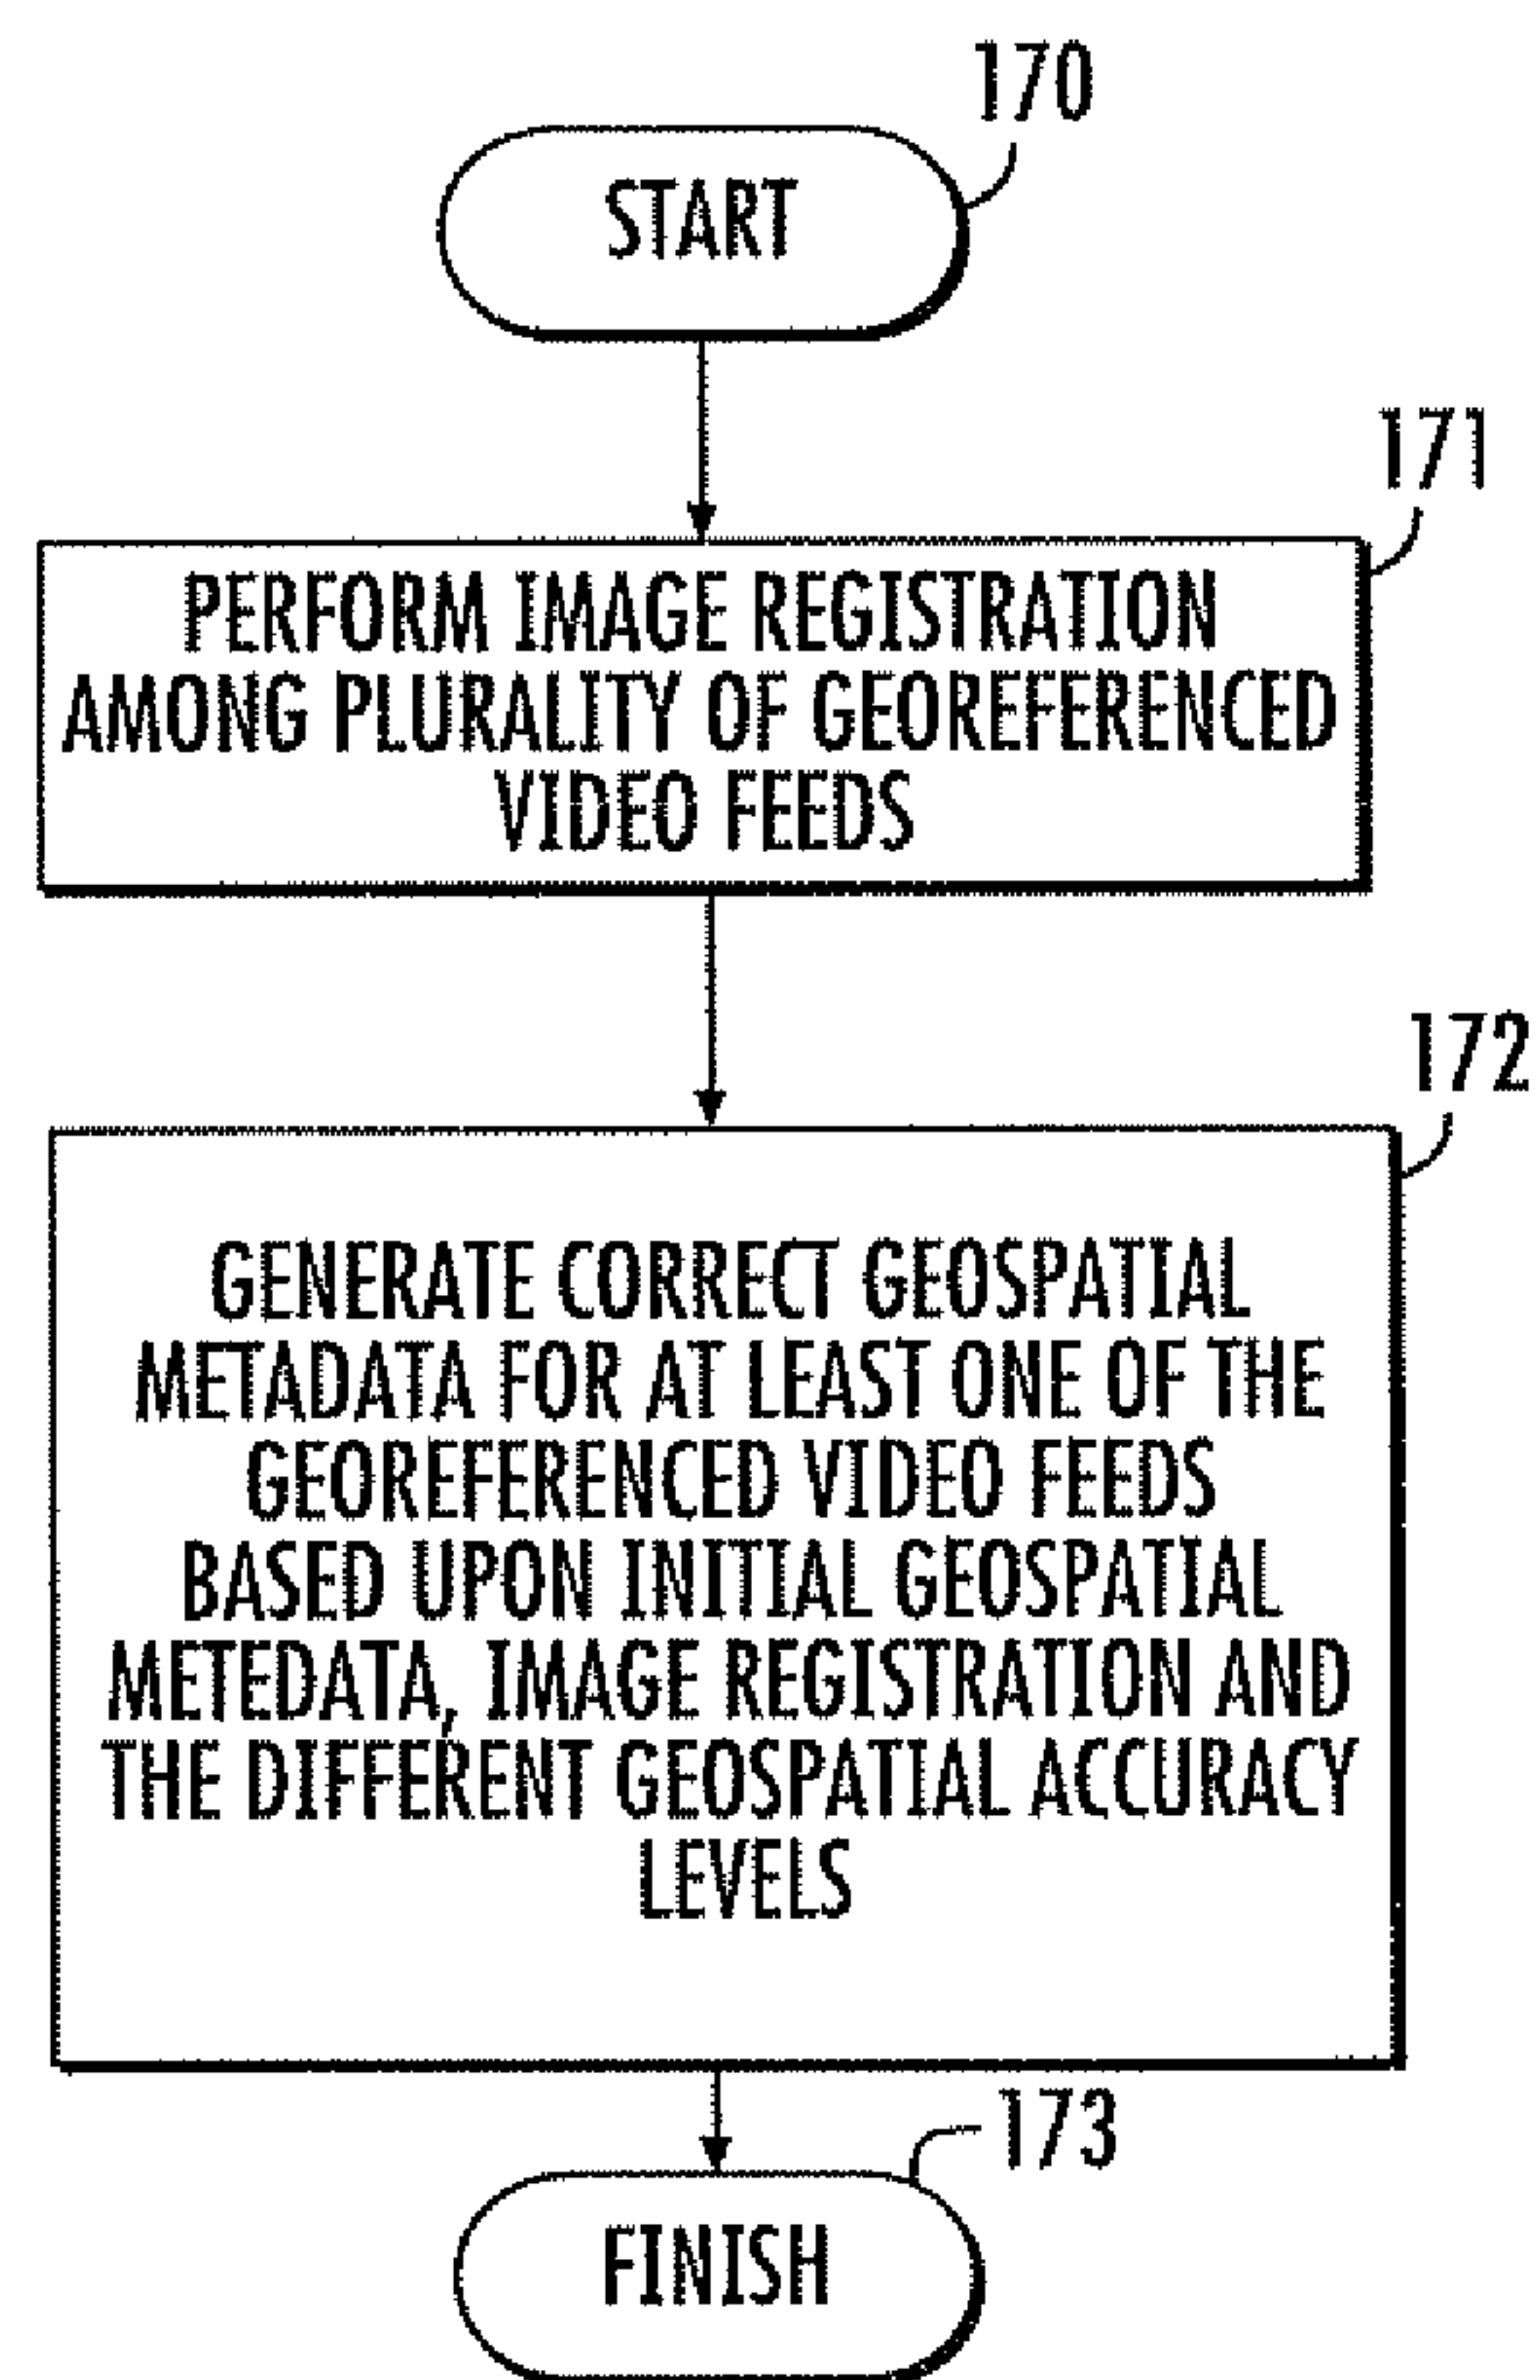 170
START
171
PERFORM IMAGE REGISTRATION
AMONG PLURALITY OF GEOREFERENCED
VIDEO FEEDS
172
GENERATE CORRECT GEOSPATIAL
METADATA FOR AT LEAST ONE OF THE
GEOREFERENCED VIDEO FEEDS
BASED UPON INITIAL GEOSPATIAL
METEDATA, IMAGE REGISTRATION AND
THE DIFFERENT GEOSPATIAL ACCURACY
LEVELS
173
FINISH